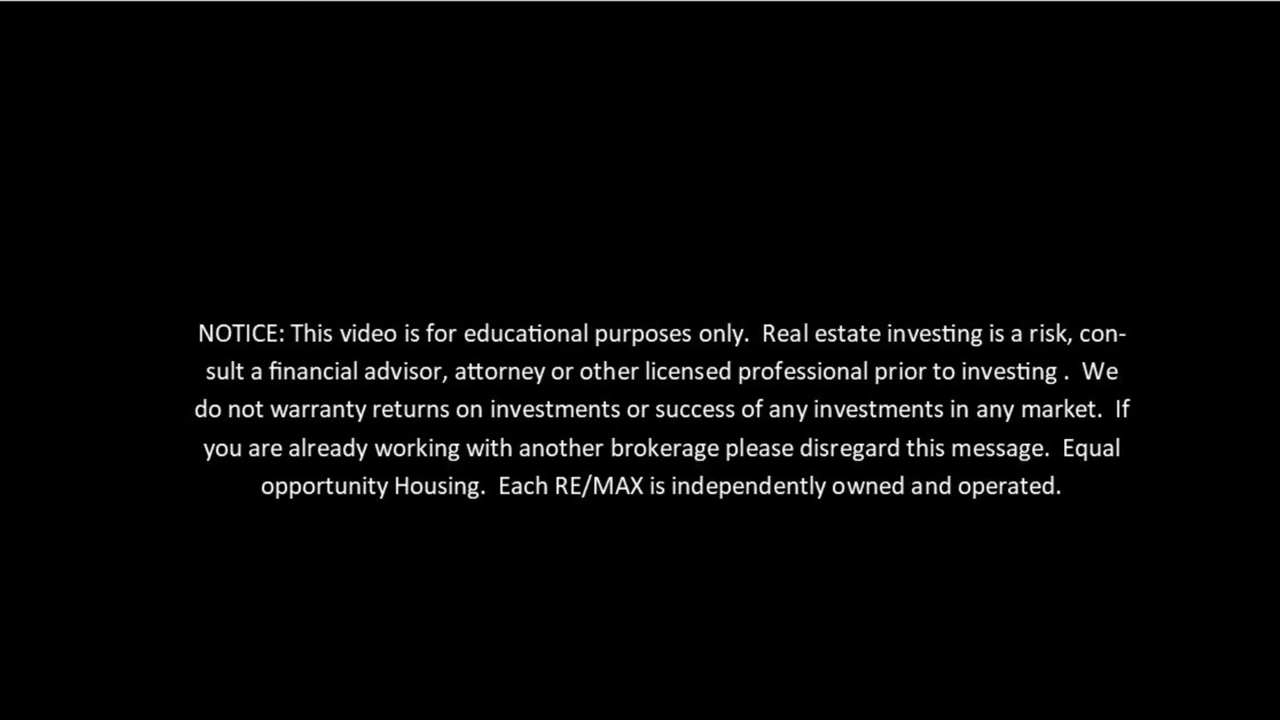 NOTICE: This video is for educational purposes only.  Real estate investing is a risk, con-
sult a financial advisor, attorney or other licensed professional prior to investing .  We
do not warranty returns on investments or success of any investments in any market.  If
you are already working with another brokerage please disregard this message.  Equal
opportunity Housing.  Each RE/MAX is independently owned and operated.